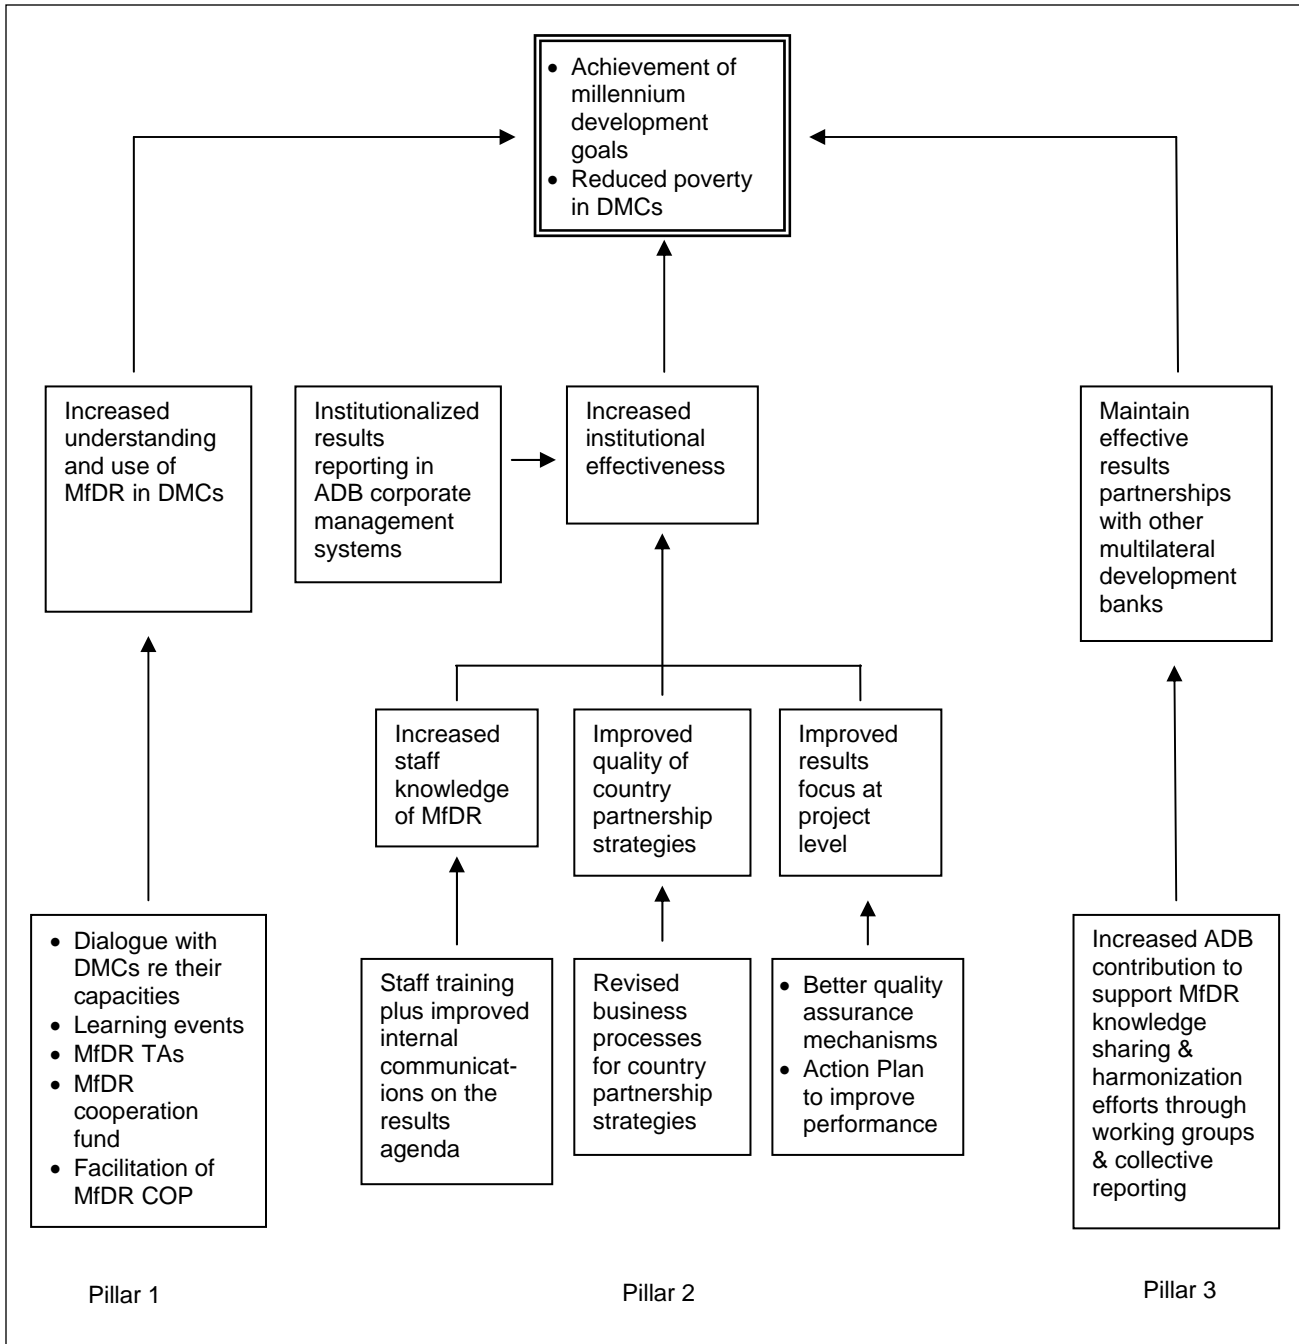 • Achievement of
millennium
development
goals
• Reduced poverty
in DMCs
Increased
understanding
and use of
MfDR in DMCs
Institutionalized
results
reporting in
ADB corporate
management
systems
Increased
institutional
effectiveness
Maintain
effective
results
partnerships
with other
multilateral
development
banks
Increased
staff
knowledge
of MfDR
Improved
quality of
country
partnership
strategies
Improved
results
focus at
project
level
• Dialogue with
DMCs re their
capacities
• Learning events
• MfDR TAs
• MfDR
cooperation
fund
• Facilitation of
MfDR COP
Staff training
plus improved
internal
communicat-
ions on the
results
agenda
Revised
business
processes
for country
partnership
strategies
• Better quality
assurance
mechanisms
• Action Plan
to improve
performance
Increased ADB
contribution to
support MfDR
knowledge
sharing &
harmonization
efforts through
working groups
& collective
reporting
Pillar 1
Pillar 2
Pillar 3